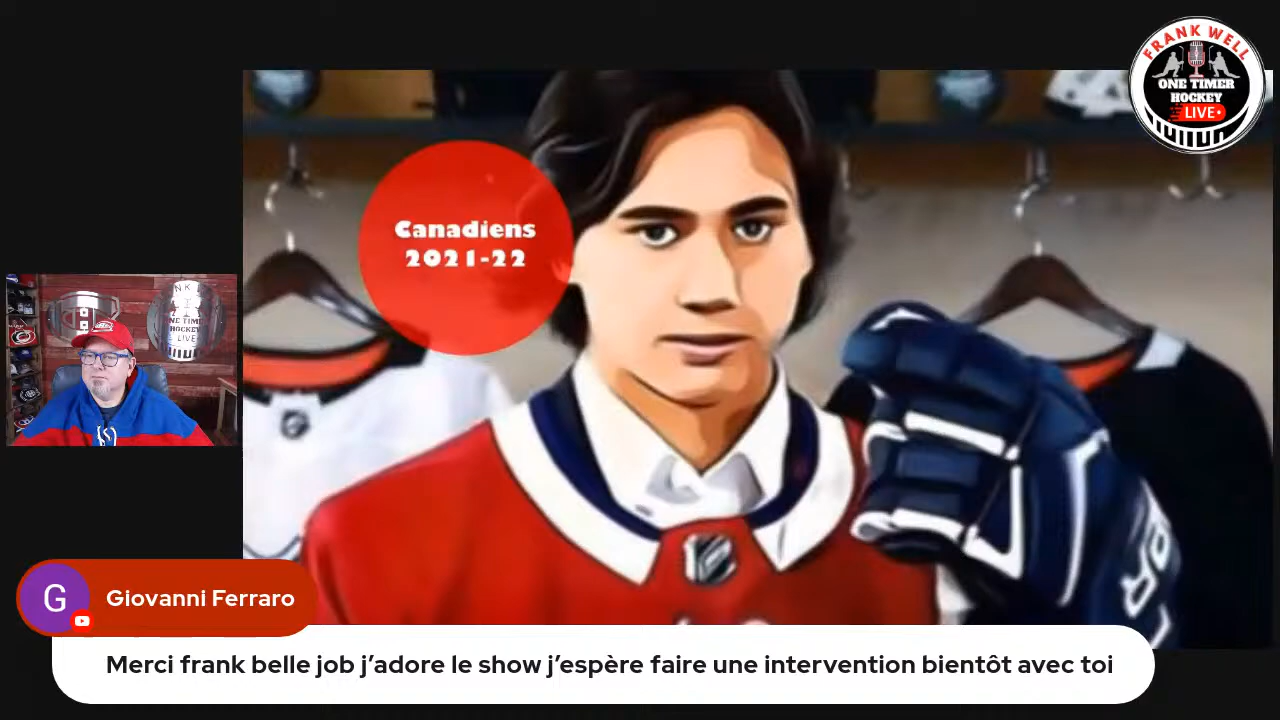 FRANK WELL
ONE TIMER
HOCKEY
LIVE
Canadiens
2021-22
G
Giovanni Ferraro
Merci frank belle job j’adore le show j’espère faire une intervention bientôt avec toi